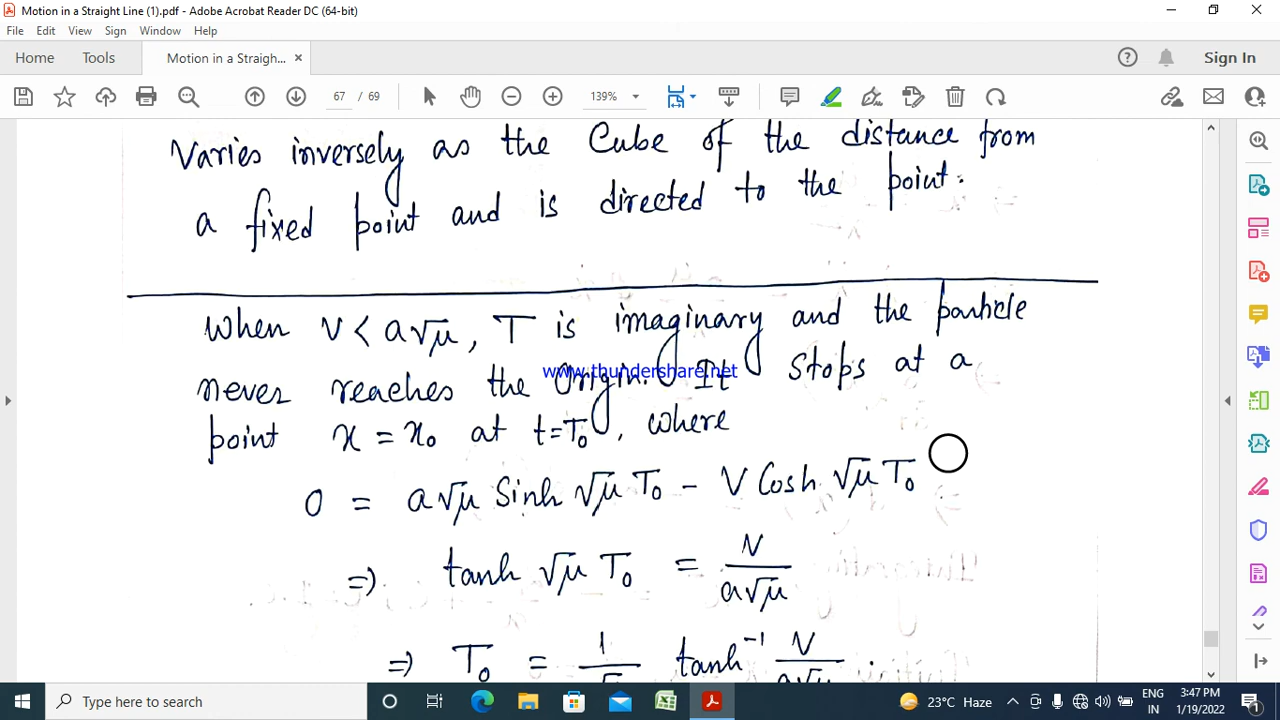 Motion in a Straight Line (1).pdf - Adobe Acrobat Reader DC (64-bit)
File Edit View Sign Window Help
Home Tools Motion in a Straigh... × Sign In
67 / 69 139%
Varies inversely as the Cube of the distance from
a fixed point and is directed to the point.
When V < a√μ, T is imaginary and the particle
never reaches the Origin. It Stops at a
www.thundershare.net
point x = x₀ at t=T₀, where
0 = a√μ Sinh √μ T₀ - V Cosh √μ T₀
⇒ tanh √μ T₀ = V/a√μ
⇒ T₀ = 1/√ tanh⁻¹ V/a√μ .
Type here to search 23°C Haze ENG IN 3:47 PM 1/19/2022